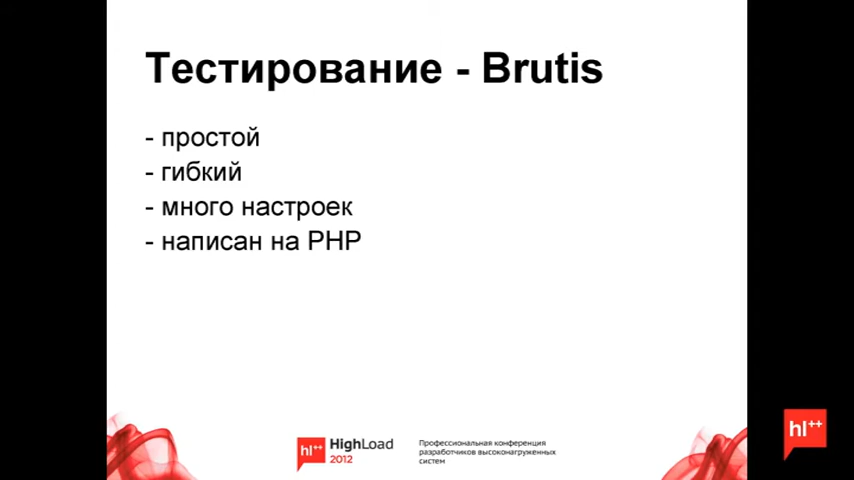 Тестирование - Brutis
- простой
- гибкий
- много настроек
- написан на PHP
hl++
HighLoad
2012
Профессиональная конференция
разработчиков высоконагруженных
систем
hl++